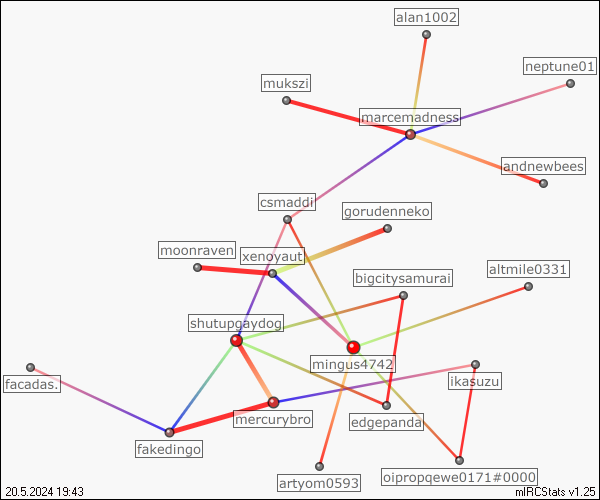 alan1002
neptune01
mukszi
marcemadness
andnewbees
csmaddi
gorudenneko
moonraven
xenoyaut
bigcitysamurai
altmile0331
shutupgaydog
mingus4742
facadas.
ikasuzu
mercurybro
edgepanda
fakedingo
artyom0593
oipropqewe0171#0000
20.5.2024 19:43
mIRCStats v1.25